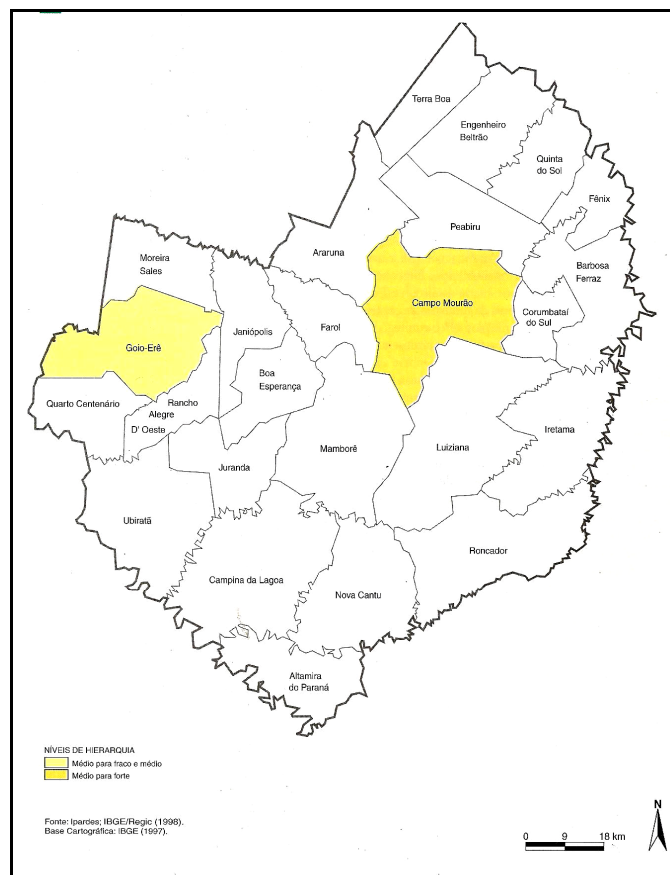 Terra Boa
Engenheiro
Beltrão
Quinta
do Sol
Fênix
Peabiru
Araruna
Barbosa
Ferraz
Moreira
Sales
Campo Mourão
Corumbataí
do Sul
Goio-Erê
Janiópolis
Farol
Boa
Esperança
Quarto Centenário
Rancho
Alegre
D' Oeste
Iretama
Mamborê
Luiziana
Juranda
Ubiratã
Roncador
Campina da Lagoa
Nova Cantu
Altamira
do Paraná
NÍVEIS DE HIERARQUIA
Médio para fraco e médio
Médio para forte
Fonte: Ipardes; IBGE/Regic (1998).
Base Cartográfica: IBGE (1997).
N
0 9 18 km